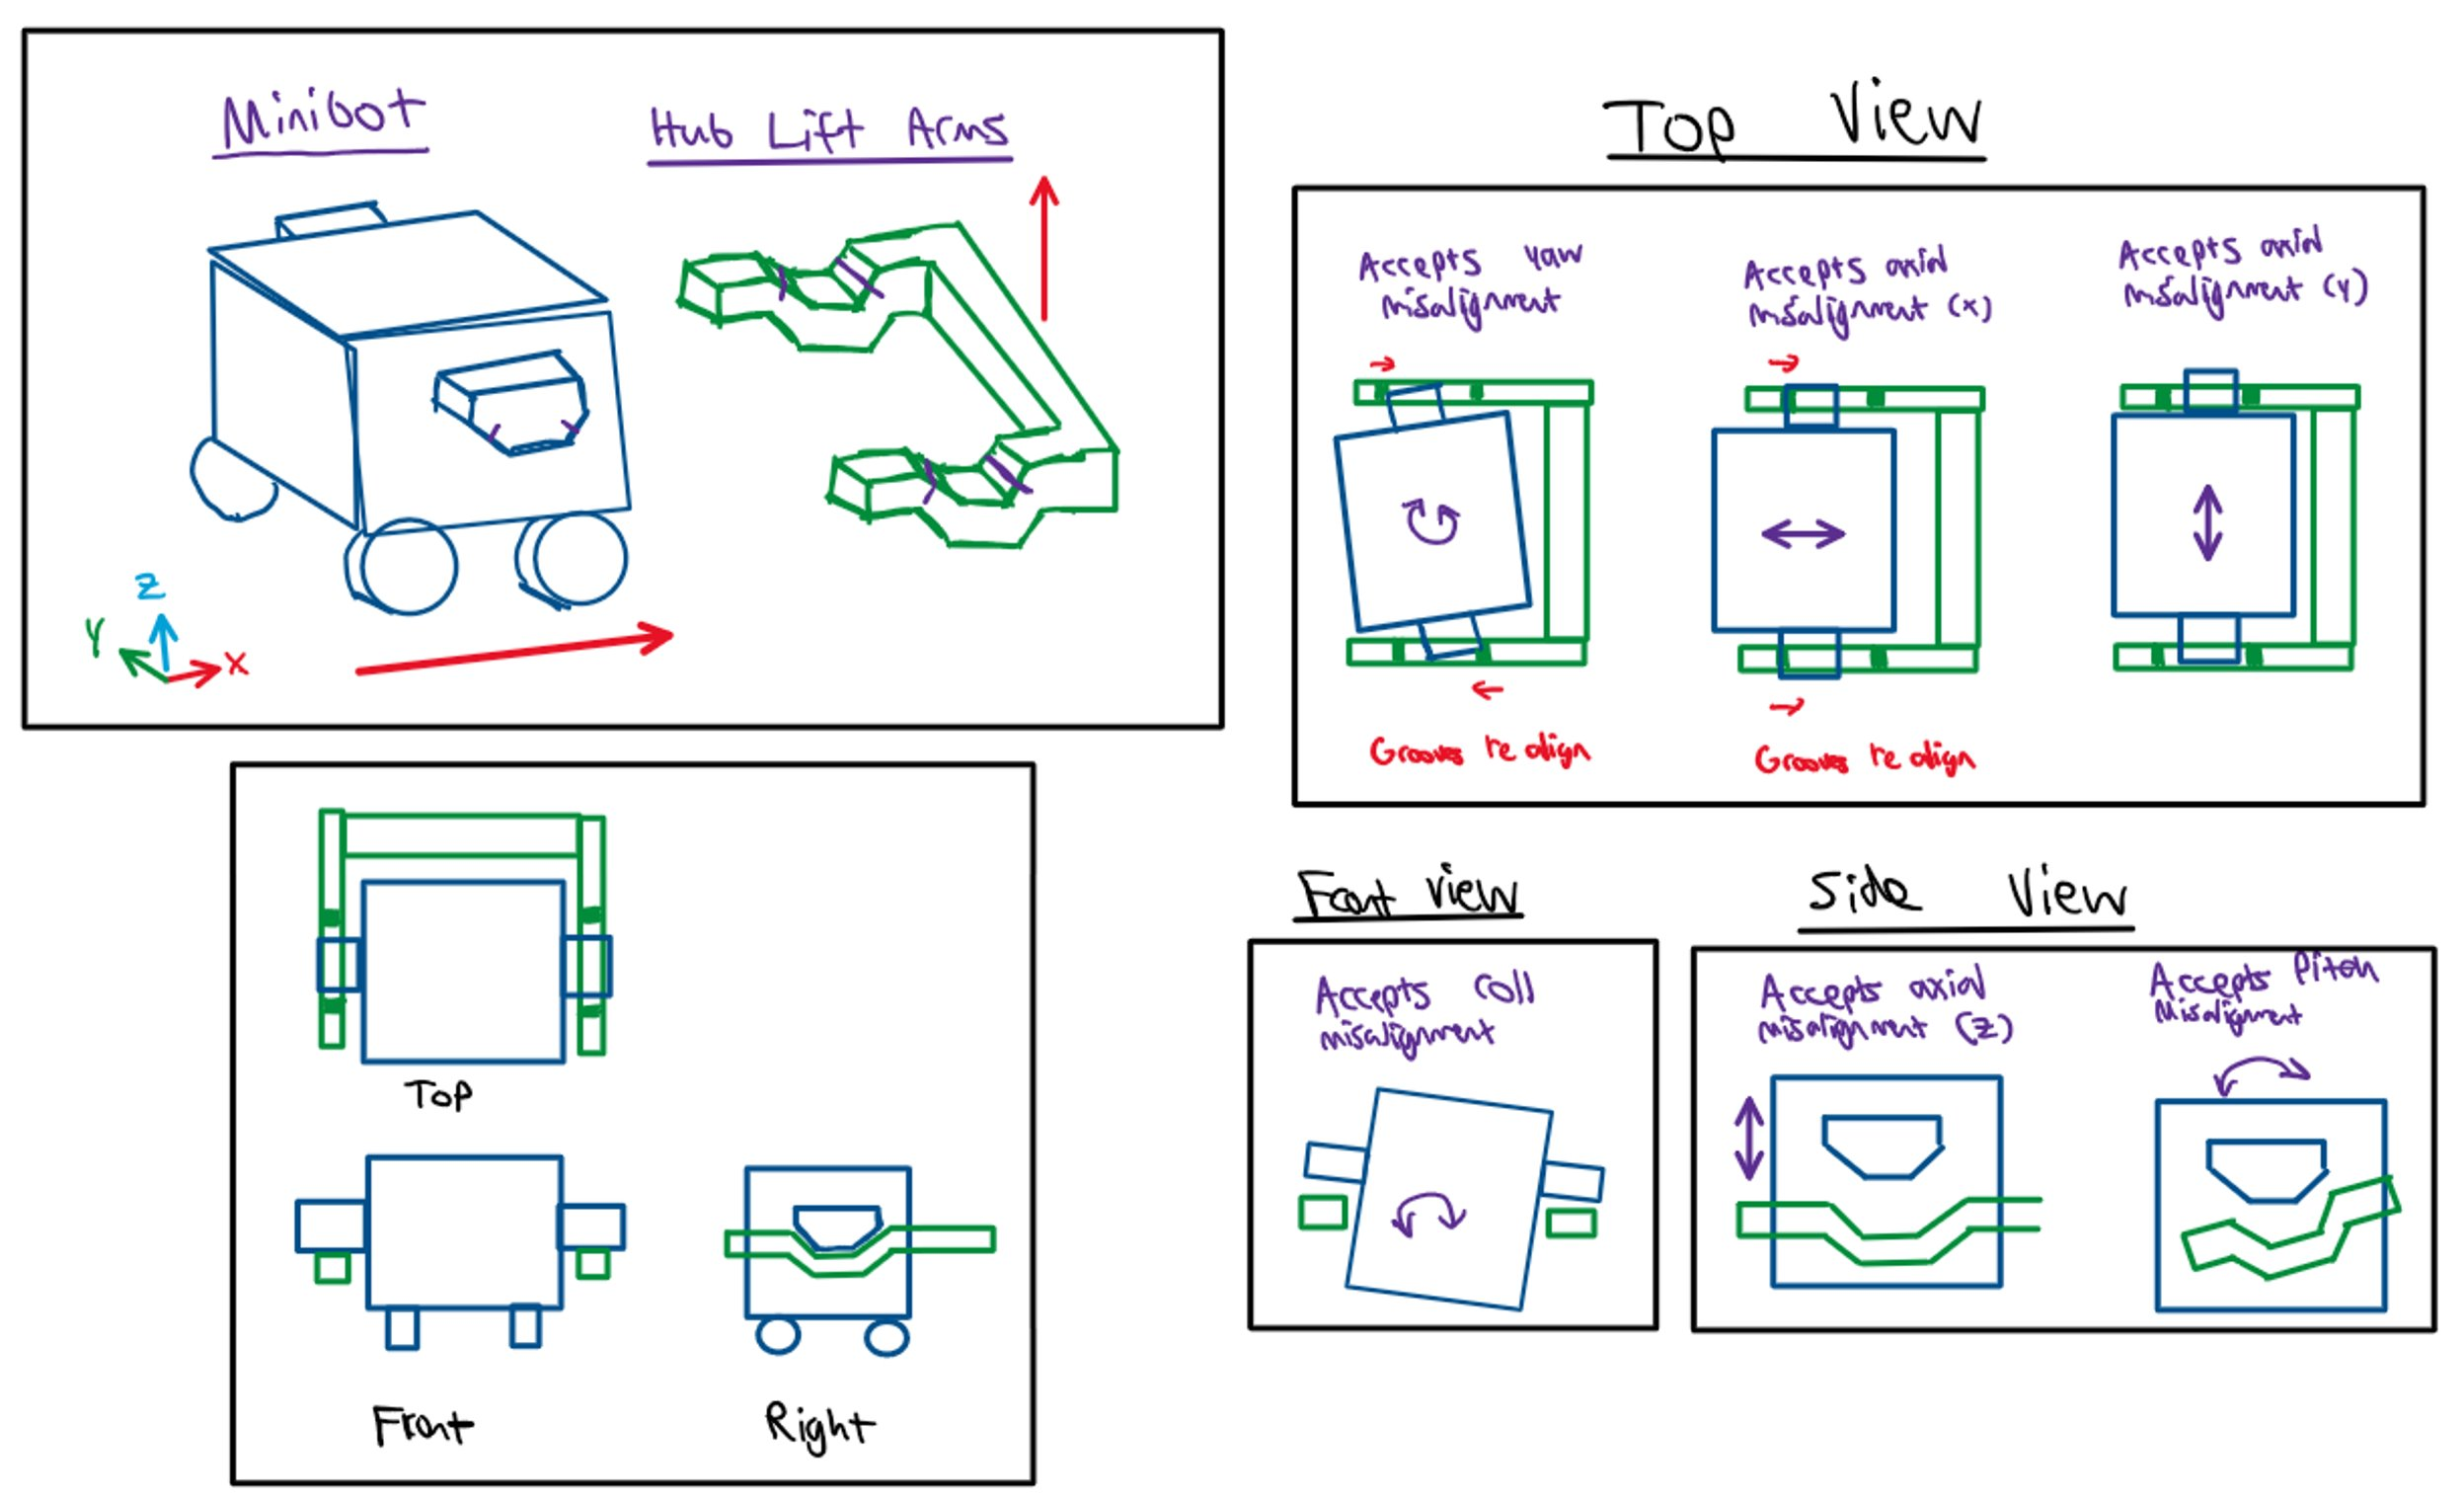 Minibot
Hub Lift Arms
Z
Y
X
Top View
Accepts yaw
misalignment
Accepts axial
misalignment (x)
Accepts axial
misalignment (y)
Grooves re align
Grooves re align
Top
Front
Right
Front View
Accepts roll
misalignment
Side View
Accepts axial
misalignment (z)
Accepts Pitch
Misalignment